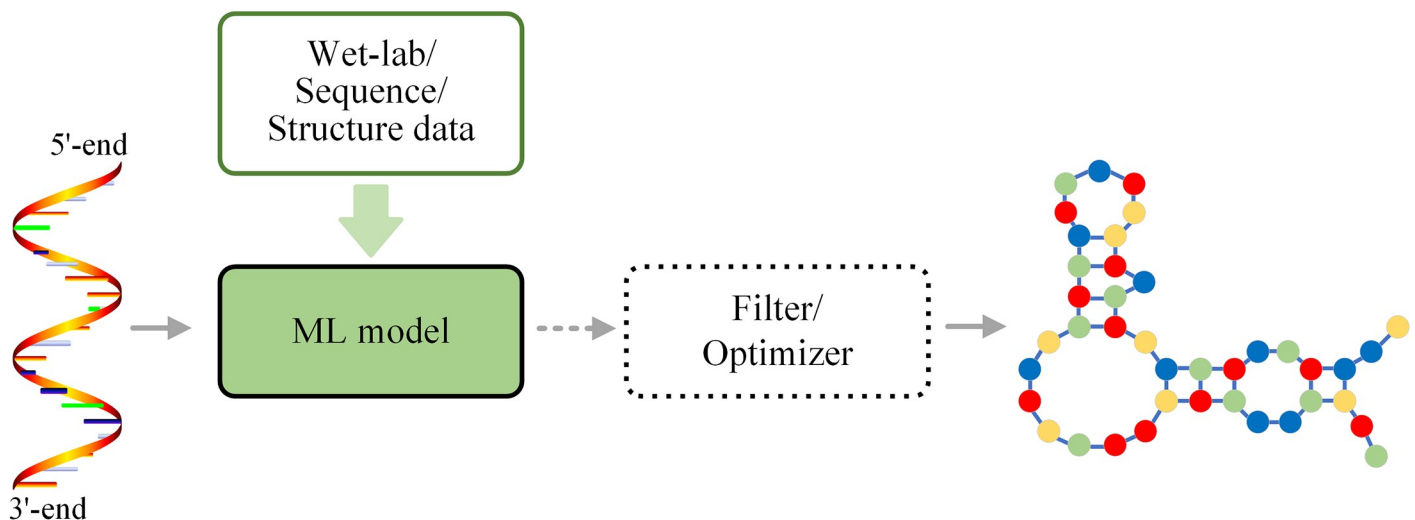 Wet-lab/
Sequence/
Structure data
5'-end
ML model
Filter/
Optimizer
3'-end